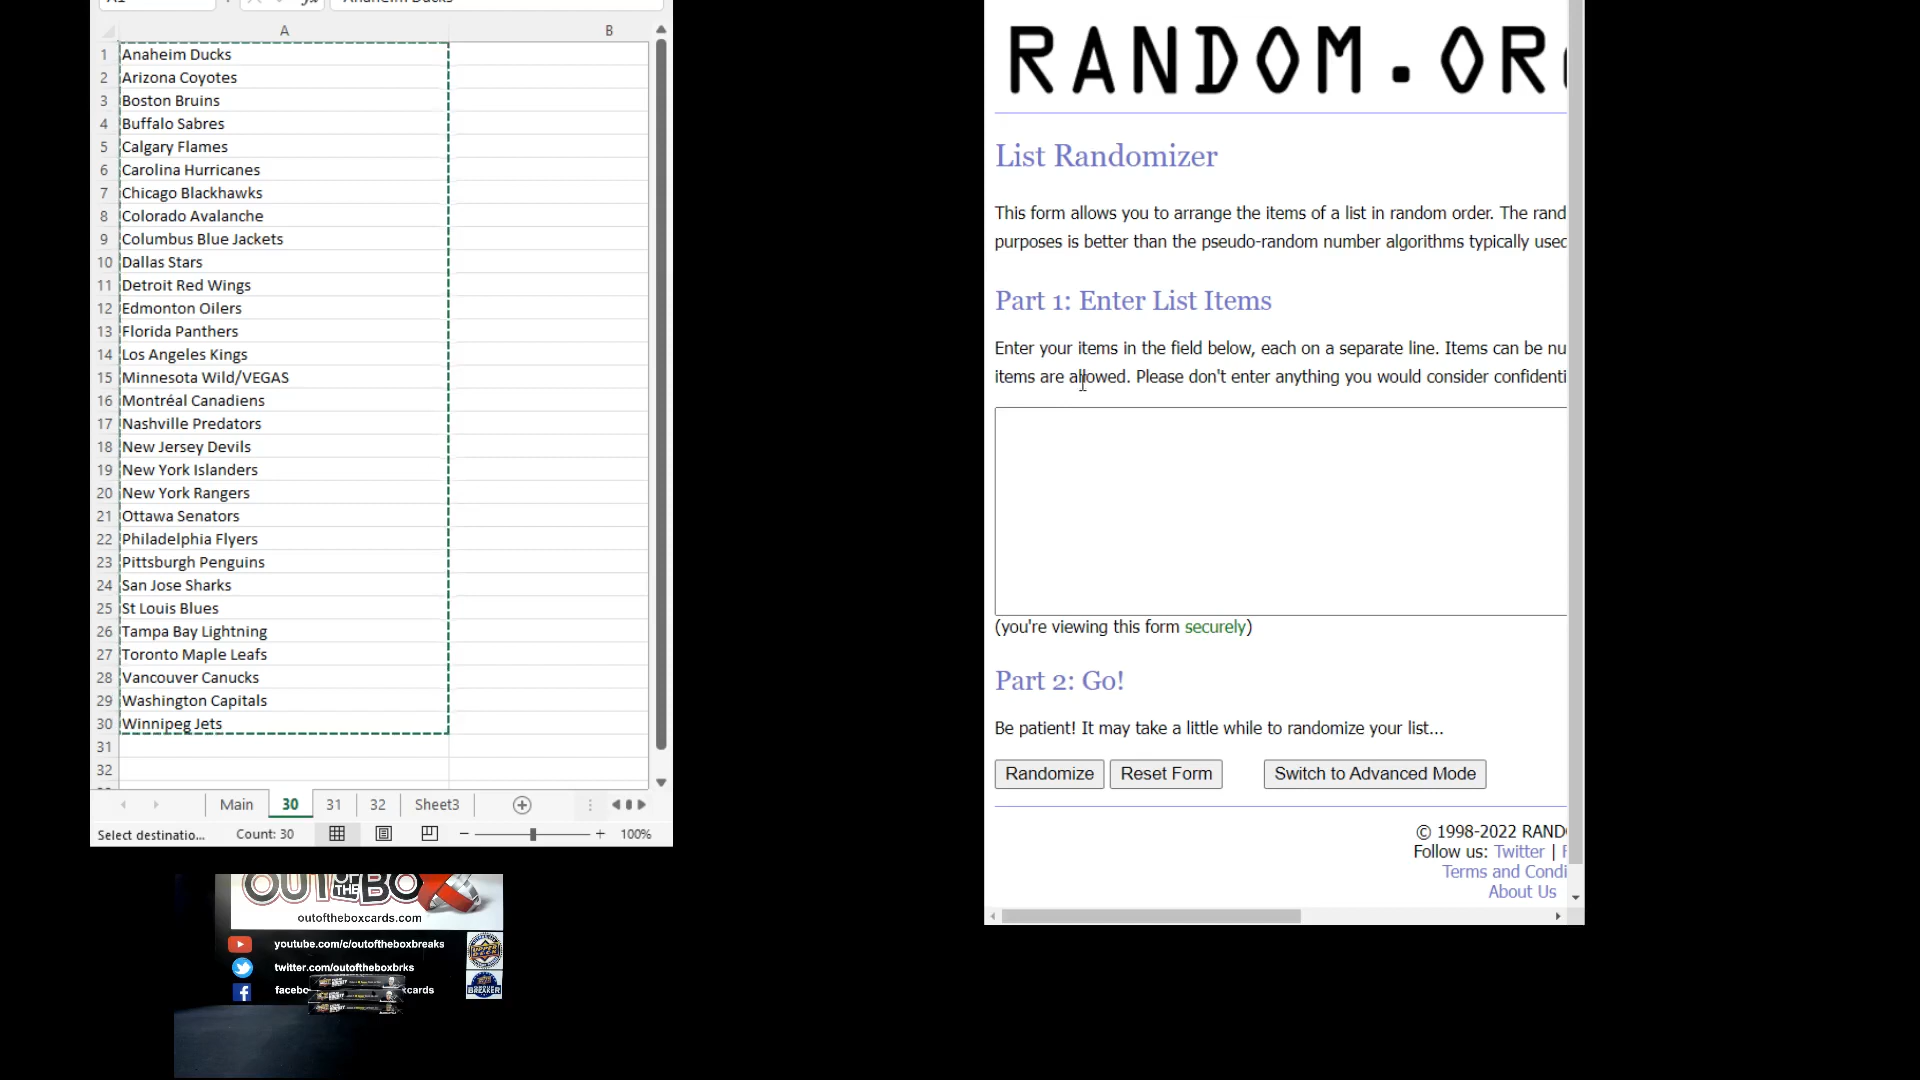 A
B
1 Anaheim Ducks
2 Arizona Coyotes
3 Boston Bruins
4 Buffalo Sabres
5 Calgary Flames
6 Carolina Hurricanes
7 Chicago Blackhawks
8 Colorado Avalanche
9 Columbus Blue Jackets
10 Dallas Stars
11 Detroit Red Wings
12 Edmonton Oilers
13 Florida Panthers
14 Los Angeles Kings
15 Minnesota Wild/VEGAS
16 Montréal Canadiens
17 Nashville Predators
18 New Jersey Devils
19 New York Islanders
20 New York Rangers
21 Ottawa Senators
22 Philadelphia Flyers
23 Pittsburgh Penguins
24 San Jose Sharks
25 St Louis Blues
26 Tampa Bay Lightning
27 Toronto Maple Leafs
28 Vancouver Canucks
29 Washington Capitals
30 Winnipeg Jets
31
32
Main 30 31 32 Sheet3
Select destinatio... Count: 30 100%
OUT OF THE BOX
outoftheboxcards.com
youtube.com/c/outoftheboxbreaks
twitter.com/outoftheboxbrks
facebo xcards
RANDOM.OR
List Randomizer
This form allows you to arrange the items of a list in random order. The rand
purposes is better than the pseudo-random number algorithms typically used
Part 1: Enter List Items
Enter your items in the field below, each on a separate line. Items can be nu
items are allowed. Please don't enter anything you would consider confidenti
(you're viewing this form securely)
Part 2: Go!
Be patient! It may take a little while to randomize your list...
Randomize Reset Form Switch to Advanced Mode
© 1998-2022 RAND
Follow us: Twitter |
Terms and Condi
About Us